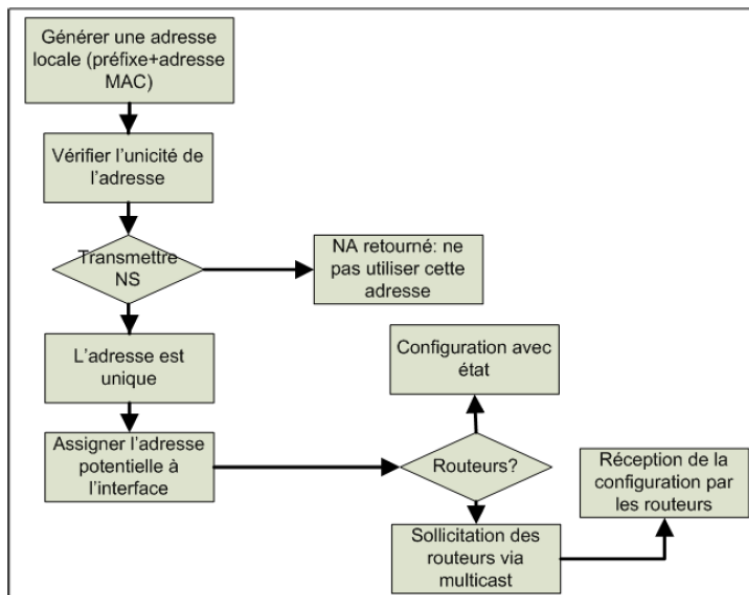 Générer une adresse
locale (préfixe+adresse
MAC)
Vérifier l'unicité de
l'adresse
Transmettre
NS
NA retourné: ne
pas utiliser cette
adresse
L'adresse est
unique
Configuration avec
état
Assigner l'adresse
potentielle à
l'interface
Routeurs?
Réception de la
configuration par
les routeurs
Sollicitation des
routeurs via
multicast